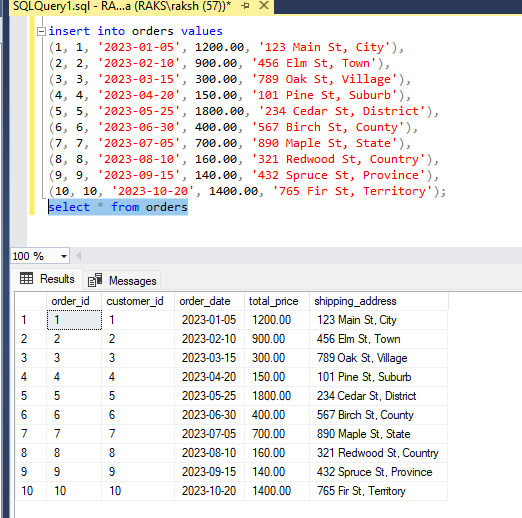 SQLQuery1.sql - RA...a (RAKS\raksh (57))*
insert into orders values
(1, 1, '2023-01-05', 1200.00, '123 Main St, City'),
(2, 2, '2023-02-10', 900.00, '456 Elm St, Town'),
(3, 3, '2023-03-15', 300.00, '789 Oak St, Village'),
(4, 4, '2023-04-20', 150.00, '101 Pine St, Suburb'),
(5, 5, '2023-05-25', 1800.00, '234 Cedar St, District'),
(6, 6, '2023-06-30', 400.00, '567 Birch St, County'),
(7, 7, '2023-07-05', 700.00, '890 Maple St, State'),
(8, 8, '2023-08-10', 160.00, '321 Redwood St, Country'),
(9, 9, '2023-09-15', 140.00, '432 Spruce St, Province'),
(10, 10, '2023-10-20', 1400.00, '765 Fir St, Territory');
select * from orders
100 %
Results Messages
order_id customer_id order_date total_price shipping_address
1 1 1 2023-01-05 1200.00 123 Main St, City
2 2 2 2023-02-10 900.00 456 Elm St, Town
3 3 3 2023-03-15 300.00 789 Oak St, Village
4 4 4 2023-04-20 150.00 101 Pine St, Suburb
5 5 5 2023-05-25 1800.00 234 Cedar St, District
6 6 6 2023-06-30 400.00 567 Birch St, County
7 7 7 2023-07-05 700.00 890 Maple St, State
8 8 8 2023-08-10 160.00 321 Redwood St, Country
9 9 9 2023-09-15 140.00 432 Spruce St, Province
10 10 10 2023-10-20 1400.00 765 Fir St, Territory